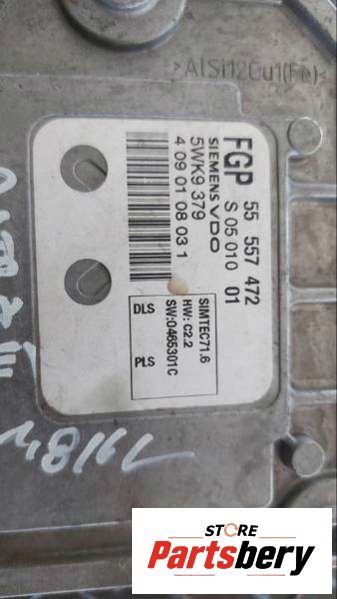 >AlSi12Cu1(Fe)<
FGP 55 557 472
S 05 010 01
SIEMENS VDO
5WK9 379
4 09 01 08 03 1
SIMTEC71.6
HW: C2.2
SW:0465301C
DLS PLS
STORE
Partsbery